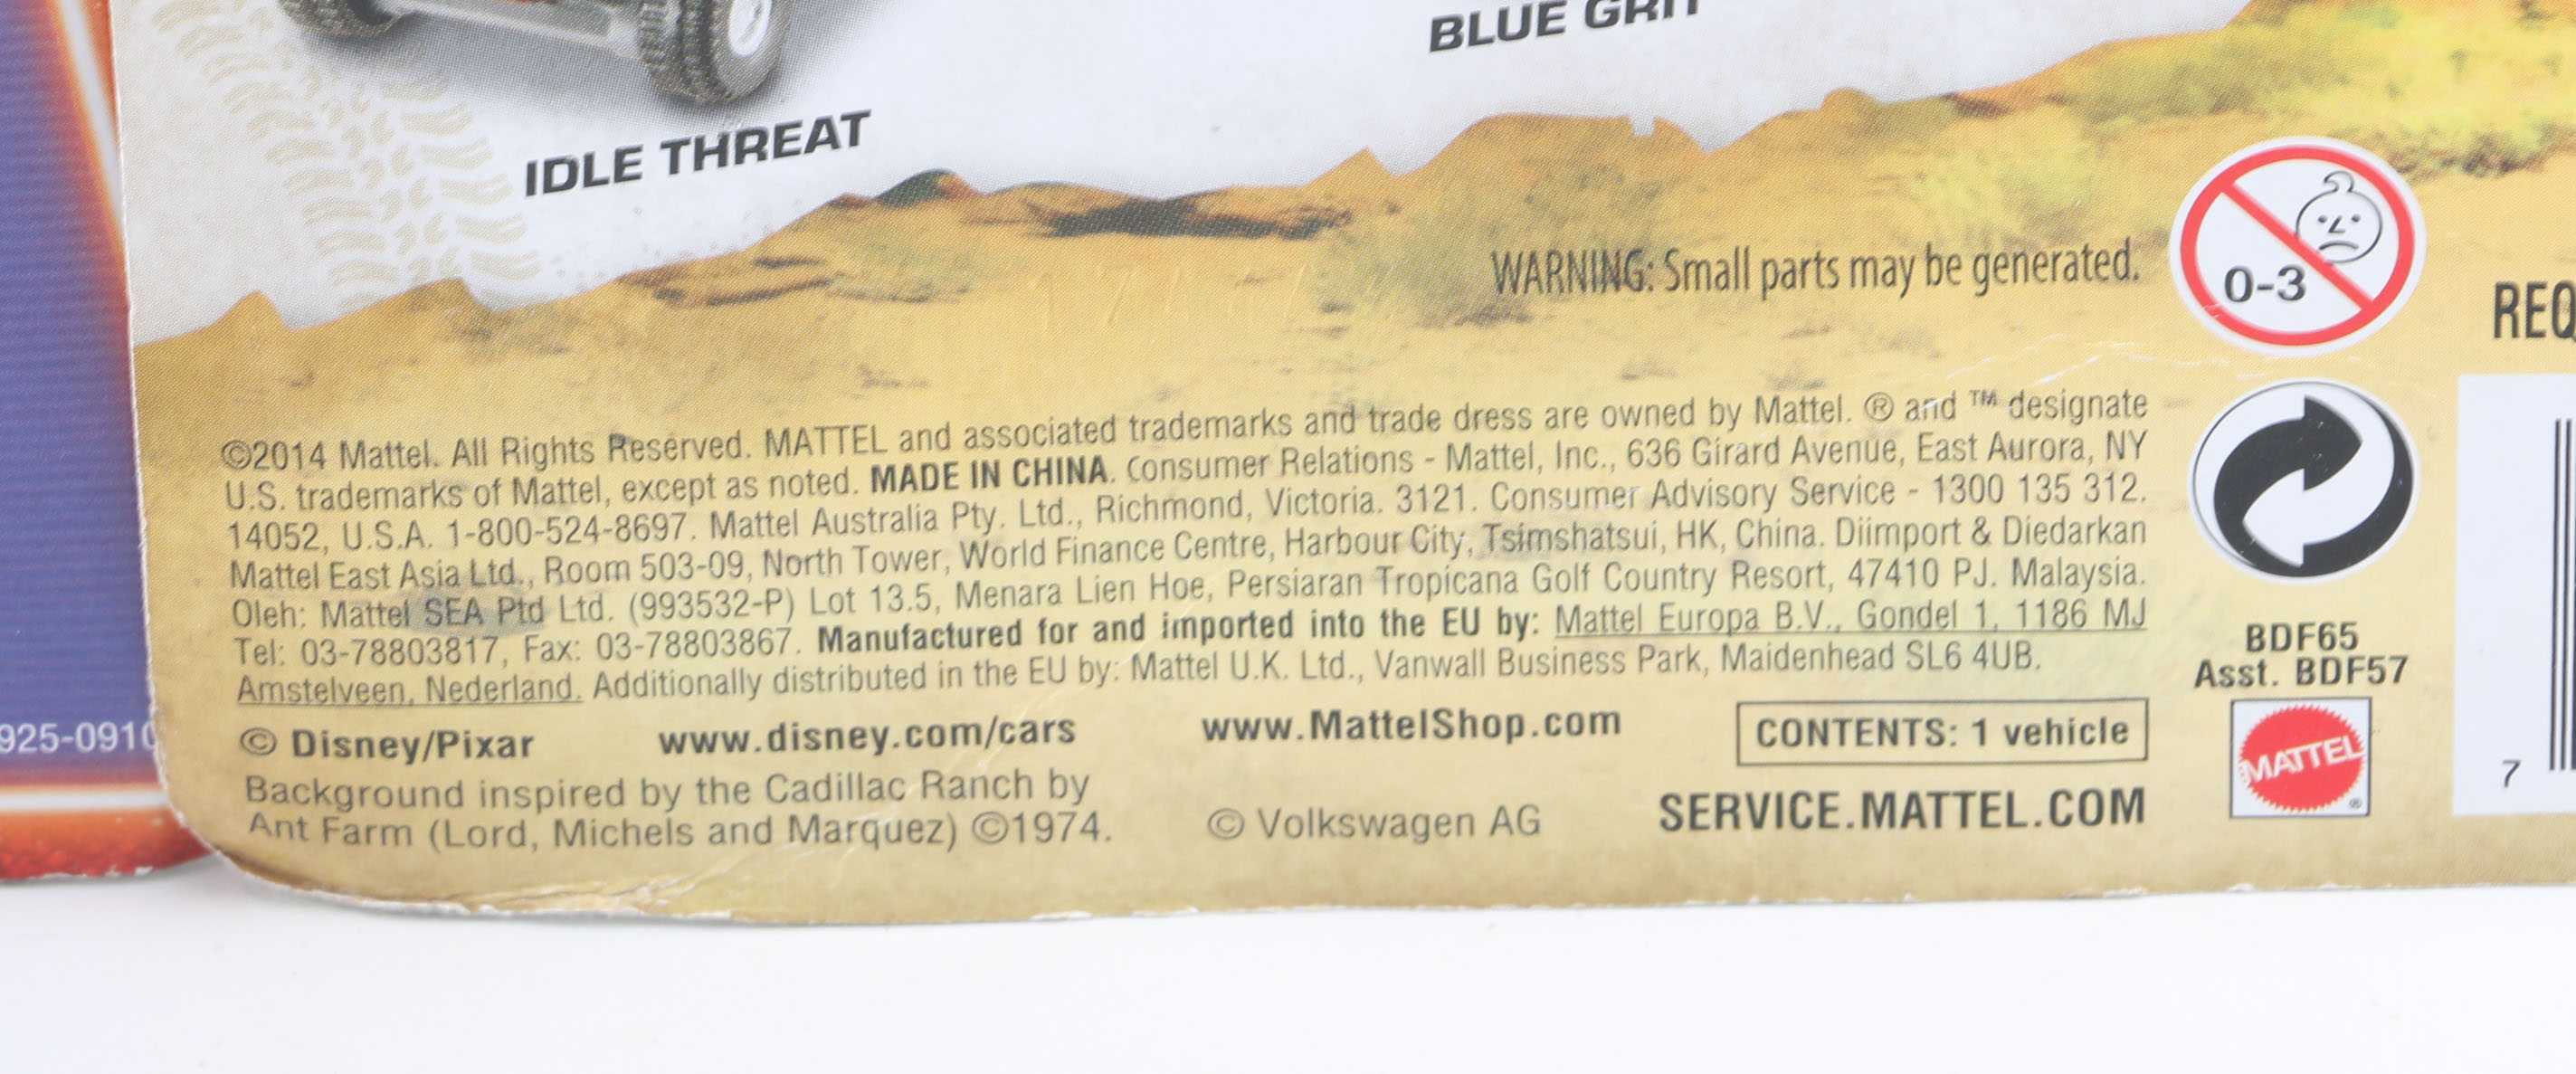 BLUE GRIT
IDLE THREAT
WARNING: Small parts may be generated.
0-3
REQ
©2014 Mattel. All Rights Reserved. MATTEL and associated trademarks and trade dress are owned by Mattel. ® and ™ designate
U.S. trademarks of Mattel, except as noted. MADE IN CHINA. Consumer Relations - Mattel, Inc., 636 Girard Avenue, East Aurora, NY
14052, U.S.A. 1-800-524-8697. Mattel Australia Pty. Ltd., Richmond, Victoria. 3121. Consumer Advisory Service - 1300 135 312.
Mattel East Asia Ltd., Room 503-09, North Tower, World Finance Centre, Harbour City, Tsimshatsui, HK, China. Diimport & Diedarkan
Oleh: Mattel SEA Ptd Ltd. (993532-P) Lot 13.5, Menara Lien Hoe, Persiaran Tropicana Golf Country Resort, 47410 PJ. Malaysia.
Tel: 03-78803817, Fax: 03-78803867. Manufactured for and imported into the EU by: Mattel Europa B.V., Gondel 1, 1186 MJ
Amstelveen, Nederland. Additionally distributed in the EU by: Mattel U.K. Ltd., Vanwall Business Park, Maidenhead SL6 4UB.
BDF65
Asst. BDF57
925-0910
© Disney/Pixar www.disney.com/cars www.MattelShop.com CONTENTS: 1 vehicle
MATTEL ®
7
Background inspired by the Cadillac Ranch by
Ant Farm (Lord, Michels and Marquez) ©1974. © Volkswagen AG SERVICE.MATTEL.COM